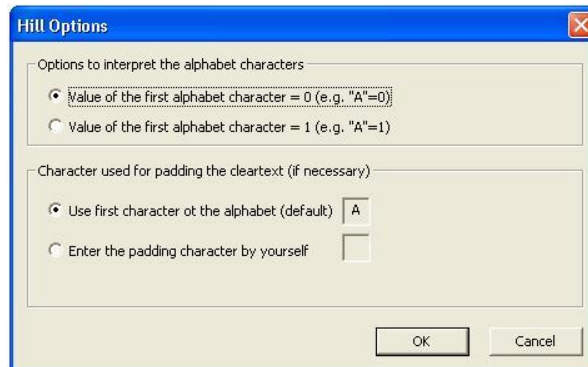 Hill Options
Options to interpret the alphabet characters
Value of the first alphabet character = 0 (e.g. "A"=0)
Value of the first alphabet character = 1 (e.g. "A"=1)
Character used for padding the cleartext (if necessary)
Use first character ot the alphabet (default) A
Enter the padding character by yourself
OK Cancel